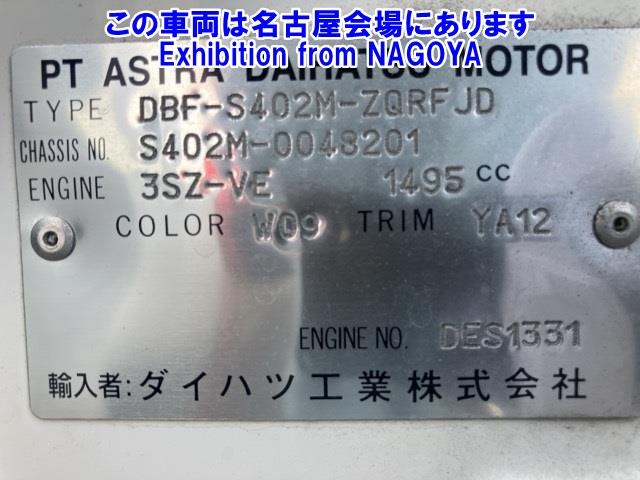 この車両は名古屋会場にあります
Exhibition from NAGOYA
PT ASTRA DAIHATSU MOTOR
TYPE DBF-S402M-ZQRFJD
CHASSIS NO. S402M-0048201
ENGINE 3SZ-VE 1495 CC
COLOR W09 TRIM YA12
ENGINE NO. DES1331
輸入者: ダイハツ工業株式会社